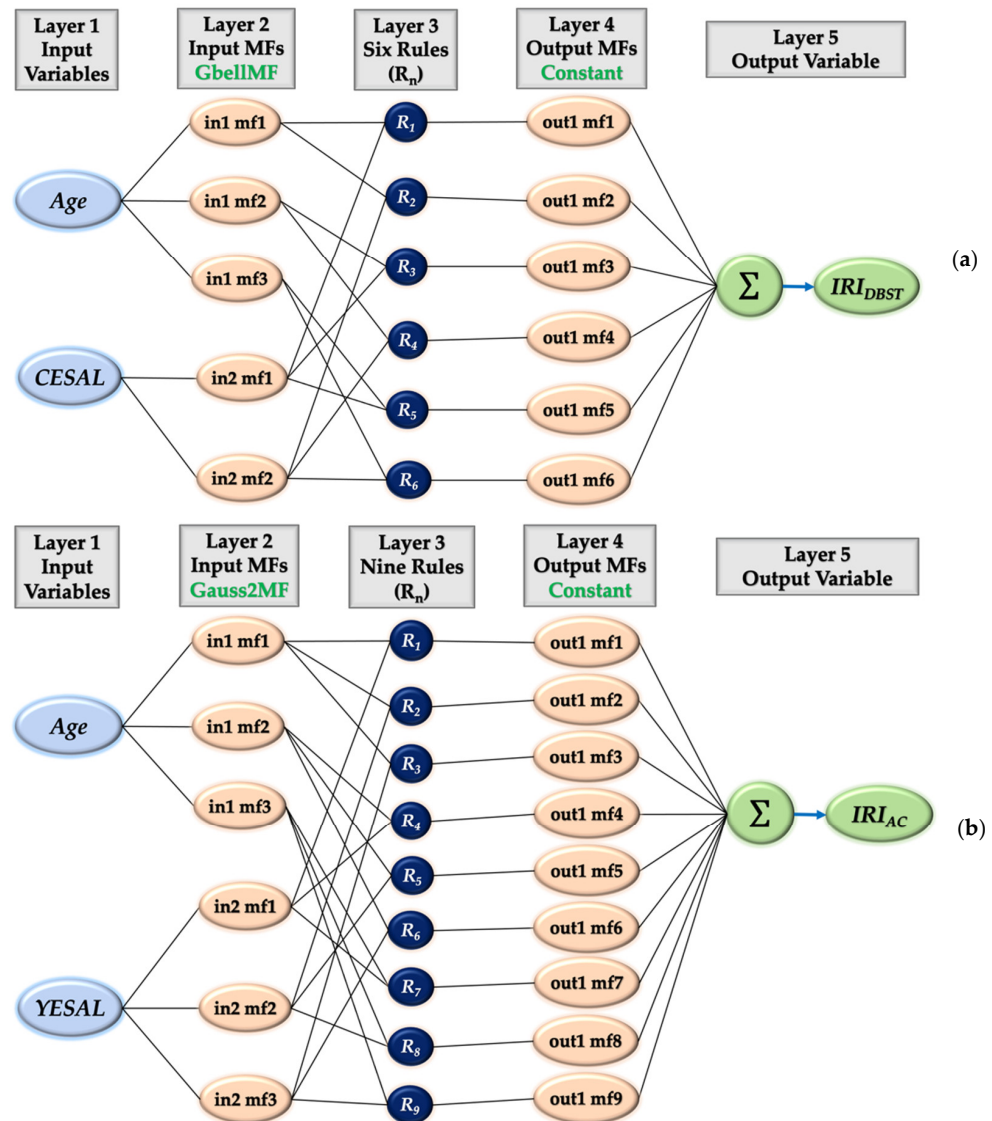 Layer 1
Input
Variables
Layer 2
Input MFs
GbellMF
Layer 3
Six Rules
(Rn)
Layer 4
Output MFs
Constant
Layer 5
Output Variable
Age
CESAL
in1 mf1
in1 mf2
in1 mf3
in2 mf1
in2 mf2
R1
R2
R3
R4
R5
R6
out1 mf1
out1 mf2
out1 mf3
out1 mf4
out1 mf5
out1 mf6
Σ
IRIDBST
(a)
Layer 1
Input
Variables
Layer 2
Input MFs
Gauss2MF
Layer 3
Nine Rules
(Rn)
Layer 4
Output MFs
Constant
Layer 5
Output Variable
Age
YESAL
in1 mf1
in1 mf2
in1 mf3
in2 mf1
in2 mf2
in2 mf3
R1
R2
R3
R4
R5
R6
R7
R8
R9
out1 mf1
out1 mf2
out1 mf3
out1 mf4
out1 mf5
out1 mf6
out1 mf7
out1 mf8
out1 mf9
Σ
IRIAC
(b)